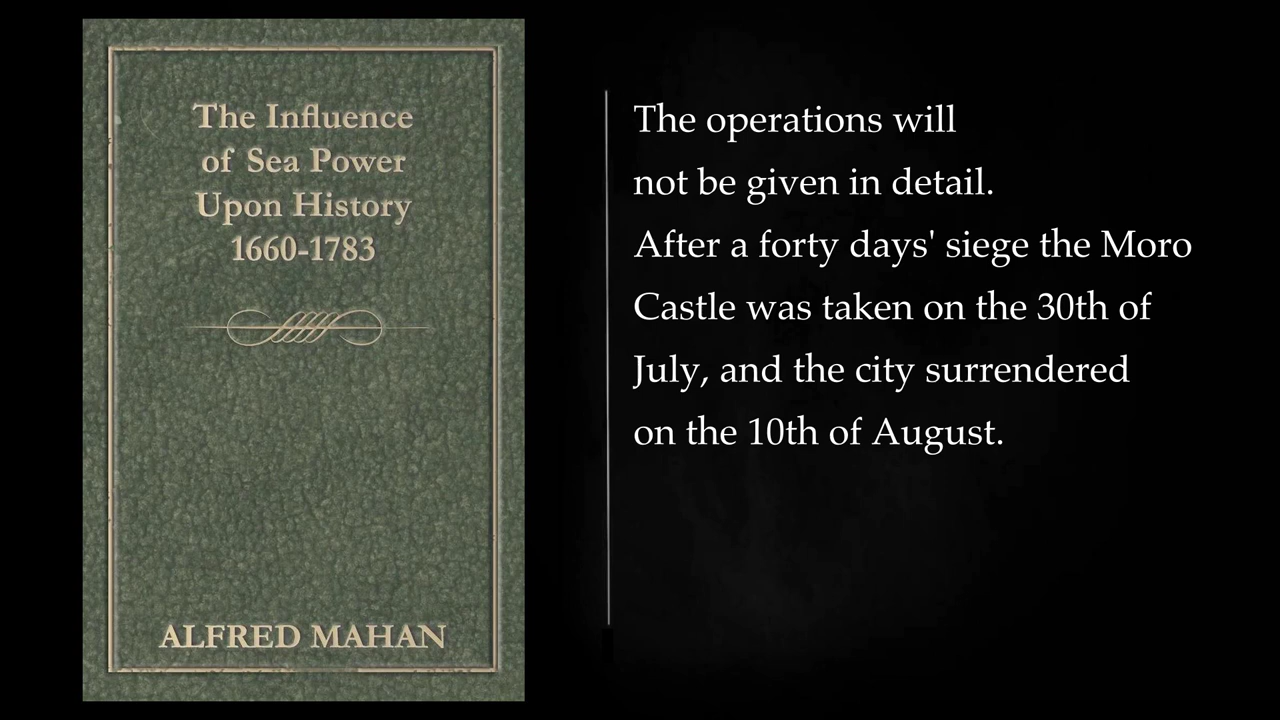 The Influence
of Sea Power
Upon History
1660-1783
ALFRED MAHAN
The operations will
not be given in detail.
After a forty days' siege the Moro
Castle was taken on the 30th of
July, and the city surrendered
on the 10th of August.